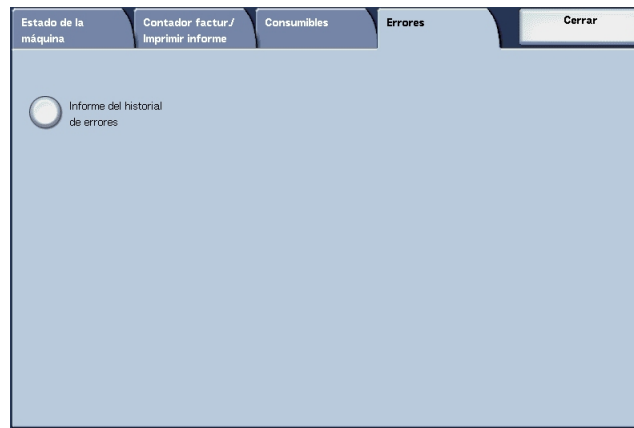 Estado de la
máquina
Contador factur./
Imprimir informe
Consumibles
Errores
Cerrar
Informe del historial
de errores